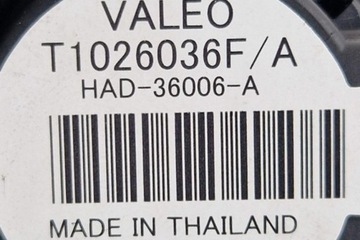 VALEO
T1026036F/A
HAD-36006-A
MADE IN THAILAND